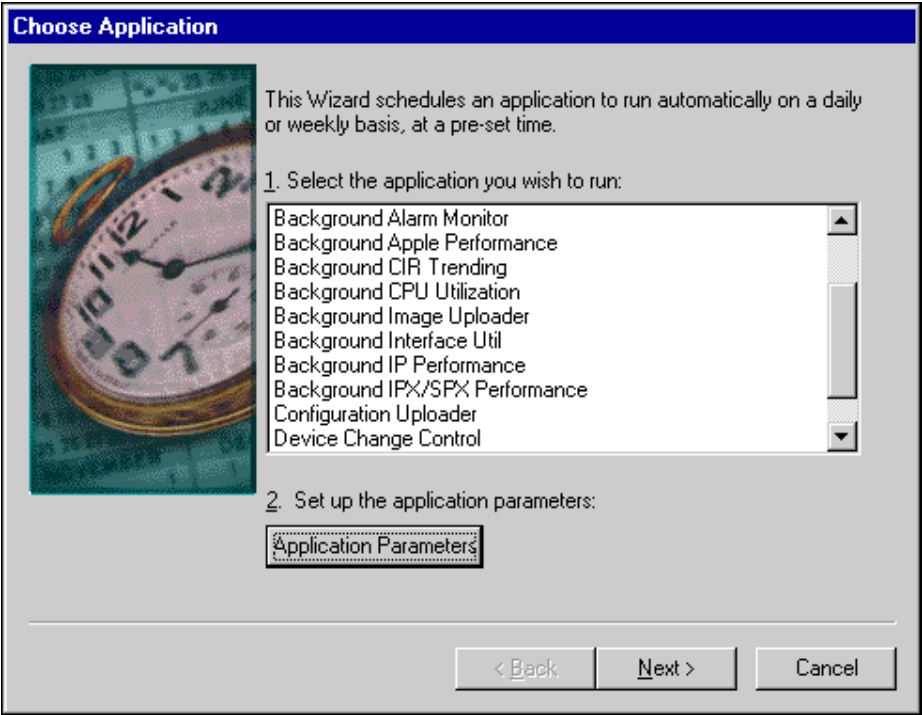 Choose Application
This Wizard schedules an application to run automatically on a daily
or weekly basis, at a pre-set time.
1. Select the application you wish to run:
Background Alarm Monitor
Background Apple Performance
Background CIR Trending
Background CPU Utilization
Background Image Uploader
Background Interface Util
Background IP Performance
Background IPX/SPX Performance
Configuration Uploader
Device Change Control
2. Set up the application parameters:
Application Parameters
< Back
Next >
Cancel